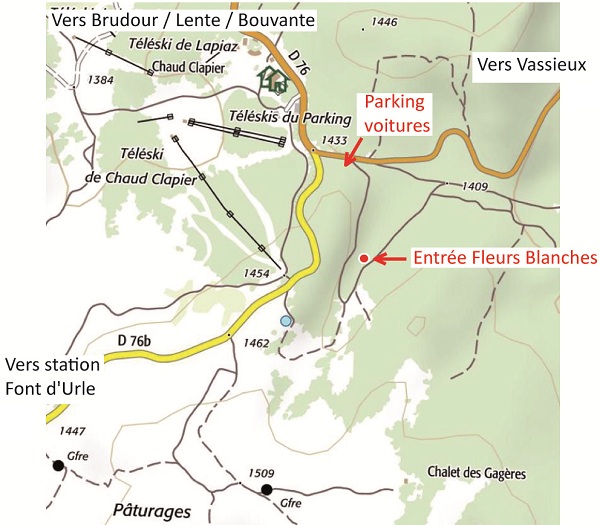 Vers Brudour / Lente / Bouvante
1446
Téléski de Lapiaz
D 76
Chaud Clapier
Vers Vassieux
1384
Parking
voitures
Téléskis du Parking
1433
Téléski
de Chaud Clapier
1409
Entrée Fleurs Blanches
1454
D 76b
1462
Vers station
Font d'Urle
1447
Gfre
1509
Chalet des Gagères
Gfre
Pâturages